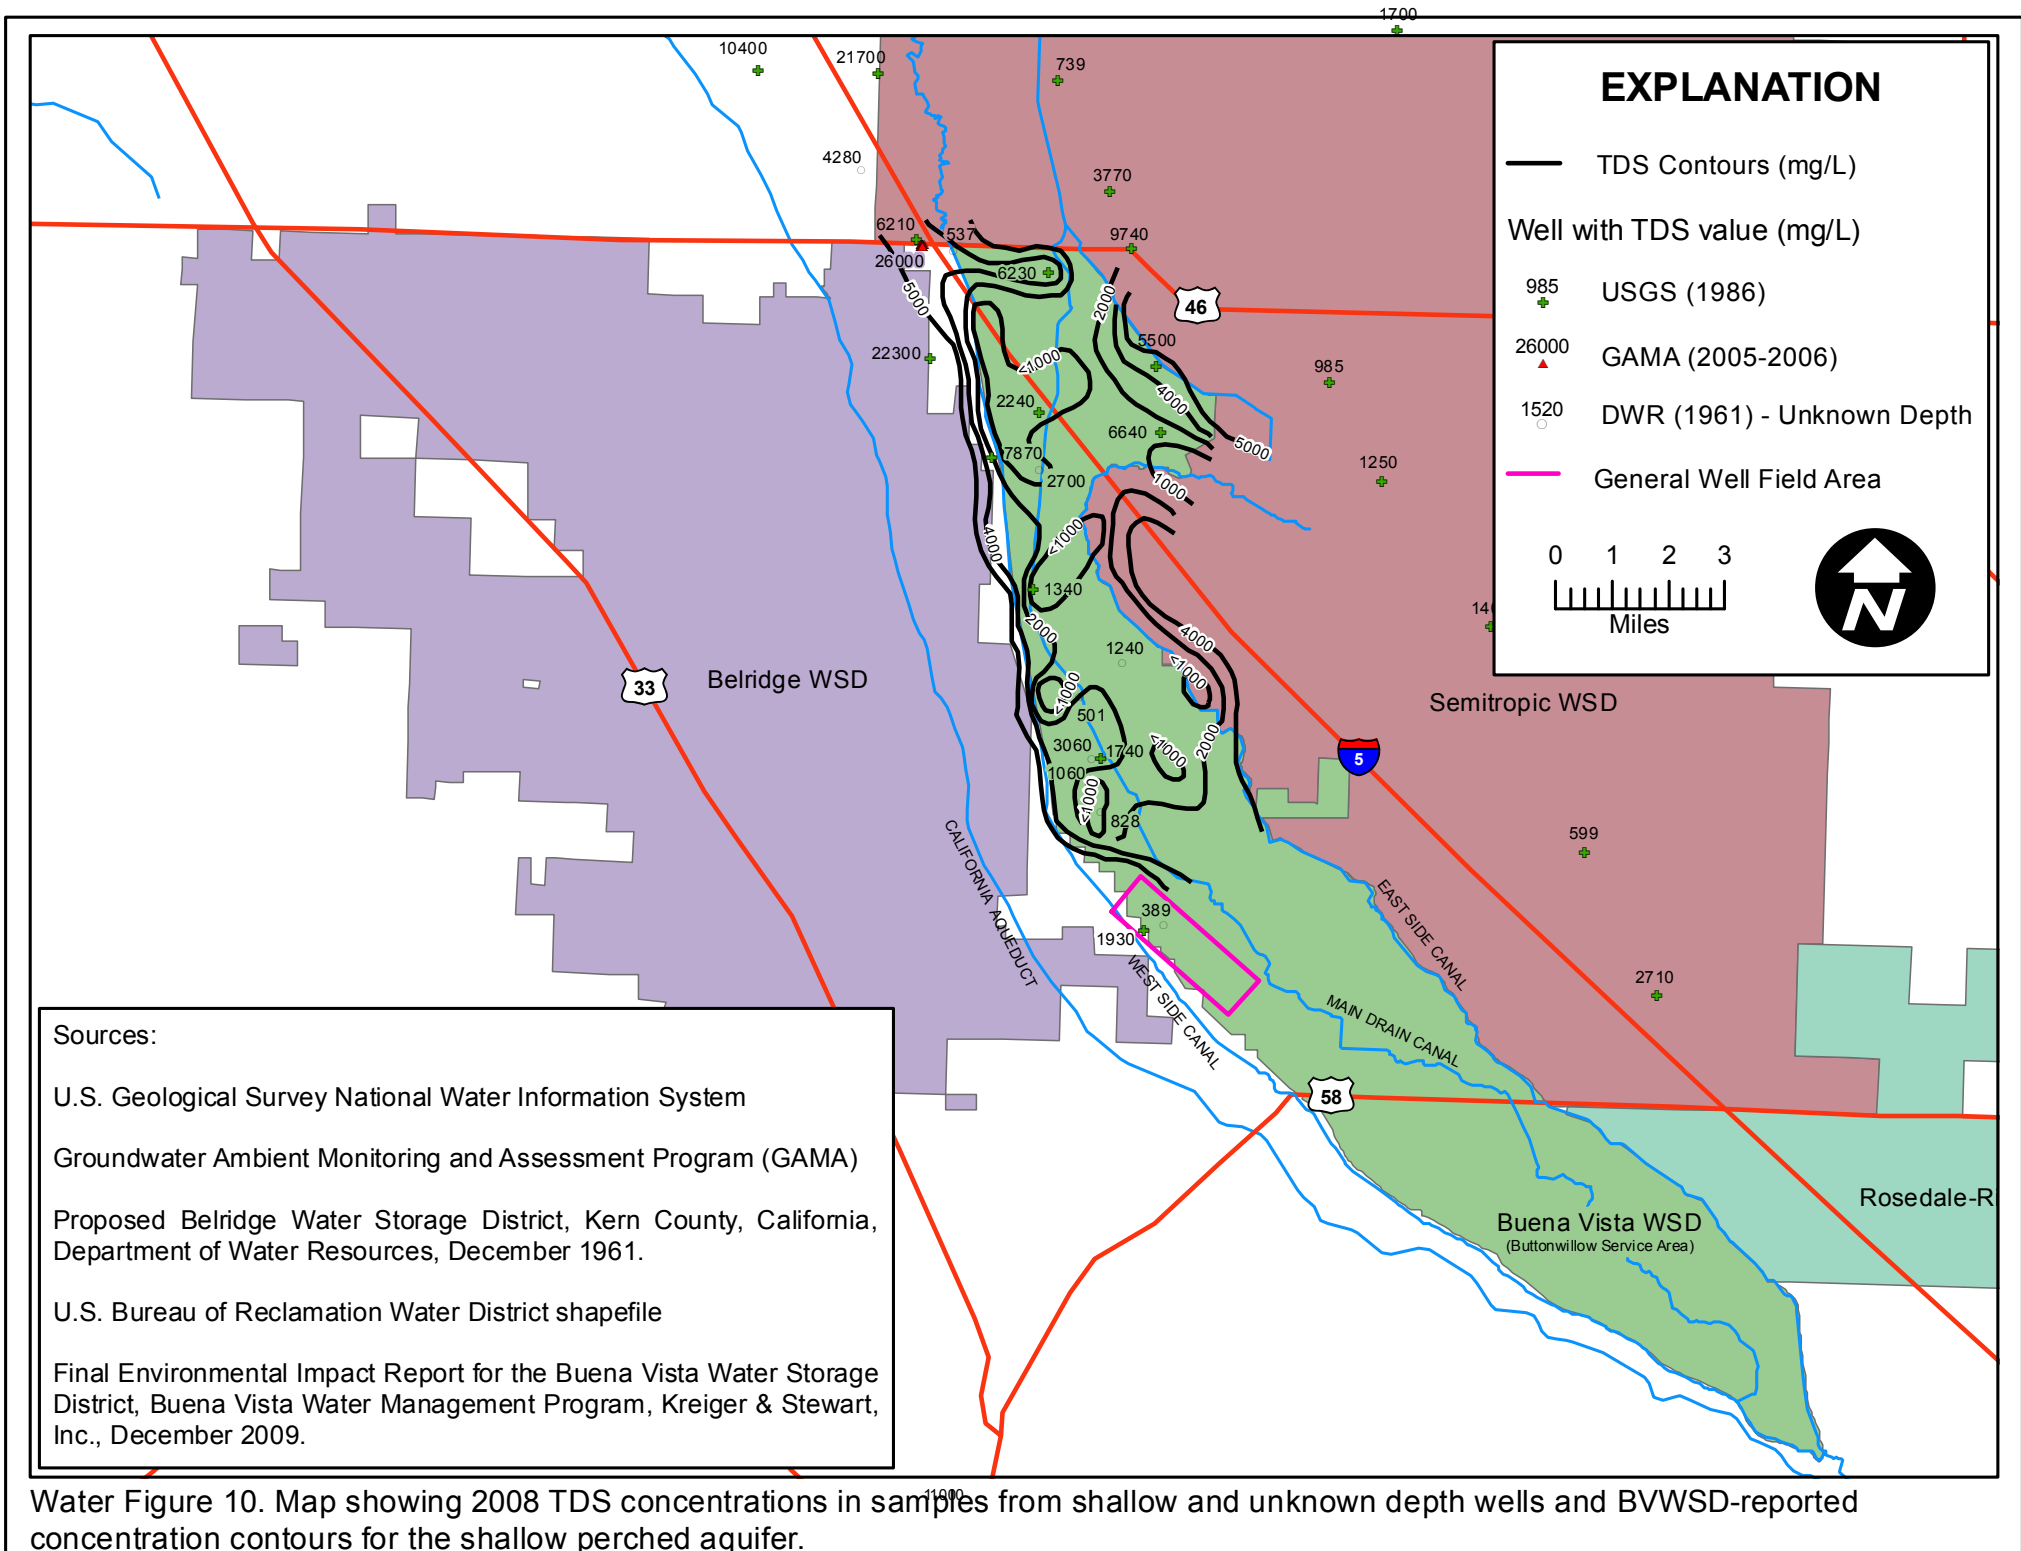 1700
10400
21700
739
4280
3770
6210
537
9740
26000
6230
5000
2000
46
22300
<1000
5500
985
2240
4000
6640
5000
7870
2700
1250
1000
4000
<1000
1340
2000
1240
4000
<1000
33
Belridge WSD
<1000
501
Semitropic WSD
3060
1740
<1000
2000
5
1060
<1000
828
599
CALIFORNIA AQUEDUCT
EAST SIDE CANAL
389
1930
WEST SIDE CANAL
2710
MAIN DRAIN CANAL
58
Rosedale-R
Buena Vista WSD
(Buttonwillow Service Area)
EXPLANATION
TDS Contours (mg/L)
Well with TDS value (mg/L)
985
USGS (1986)
26000
GAMA (2005-2006)
1520
DWR (1961) - Unknown Depth
General Well Field Area
0 1 2 3
Miles
N
Sources:
U.S. Geological Survey National Water Information System
Groundwater Ambient Monitoring and Assessment Program (GAMA)
Proposed Belridge Water Storage District, Kern County, California,
Department of Water Resources, December 1961.
U.S. Bureau of Reclamation Water District shapefile
Final Environmental Impact Report for the Buena Vista Water Storage
District, Buena Vista Water Management Program, Kreiger & Stewart,
Inc., December 2009.
11000
Water Figure 10. Map showing 2008 TDS concentrations in samples from shallow and unknown depth wells and BVWSD-reported
concentration contours for the shallow perched aquifer.